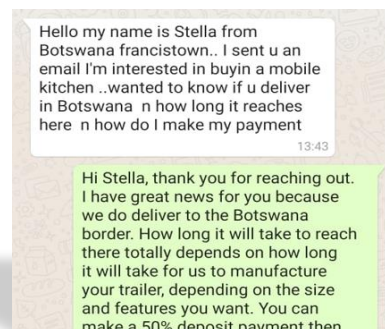 Hello my name is Stella from
Botswana francistown.. I sent u an
email I'm interested in buyin a mobile
kitchen ..wanted to know if u deliver
in Botswana  n how long it reaches
here  n how do I make my payment
13:43
Hi Stella, thank you for reaching out.
I have great news for you because
we do deliver to the Botswana
border. How long it will take to reach
there totally depends on how long
it will take for us to manufacture
your trailer, depending on the size
and features you want. You can
make a 50% deposit payment then